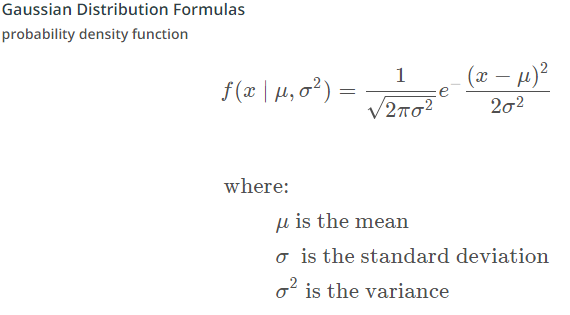 Gaussian Distribution Formulas
probability density function
f(x | μ, σ²) = 1/√(2πσ²) e^− (x − μ)²/2σ²
where:
μ is the mean
σ is the standard deviation
σ² is the variance